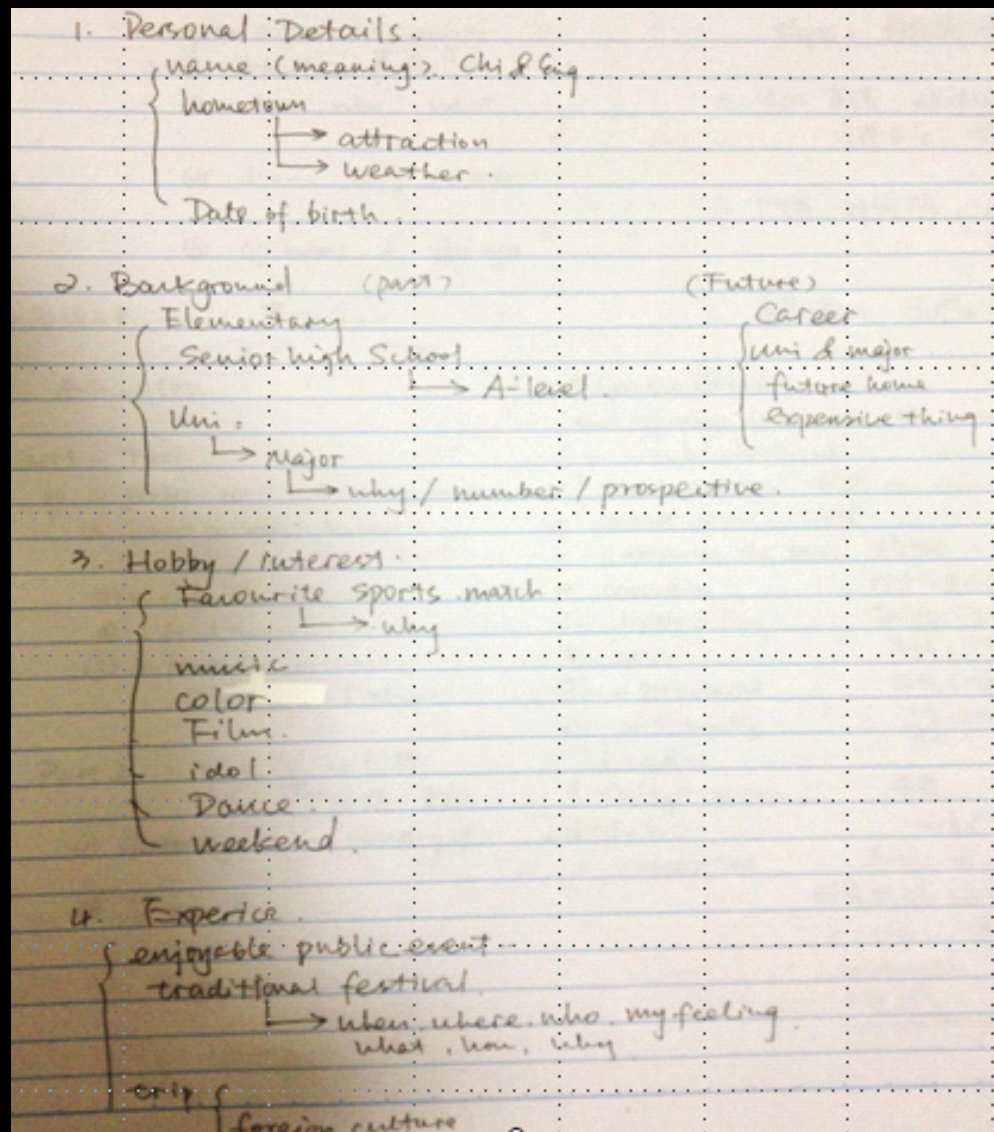 1. Personal Details.
name (meaning). Chi & Eng.
hometown
→ attraction
→ weather.
Date of birth.
2. Background (past) (Future)
Elementary Career
Senior high School uni & major
→ A-level. future home
Uni: expensive thing
→ Major
→ why / number / prospective.
3. Hobby / interest.
Favourite sports match
→ why
music
color
Film.
idol.
Dance.
weekend.
4. Experice.
enjoyable public event
traditional festival.
→ when, where, who, my feeling
what, how, why
trip
foreign culture